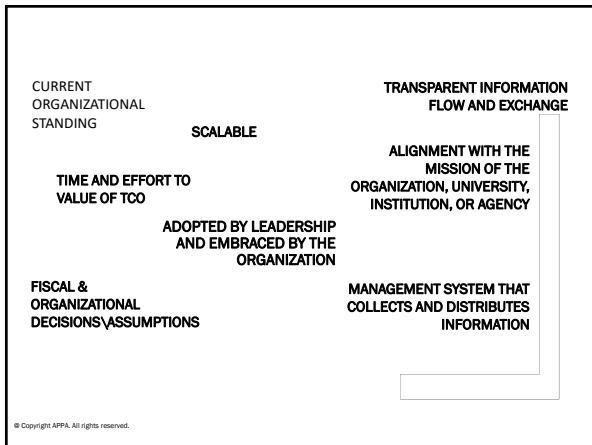 CURRENT
ORGANIZATIONAL
STANDING
TRANSPARENT INFORMATION
FLOW AND EXCHANGE
SCALABLE
ALIGNMENT WITH THE
MISSION OF THE
ORGANIZATION, UNIVERSITY,
INSTITUTION, OR AGENCY
TIME AND EFFORT TO
VALUE OF TCO
ADOPTED BY LEADERSHIP
AND EMBRACED BY THE
ORGANIZATION
FISCAL &
ORGANIZATIONAL
DECISIONS\ASSUMPTIONS
MANAGEMENT SYSTEM THAT
COLLECTS AND DISTRIBUTES
INFORMATION
@ Copyright APPA. All rights reserved.